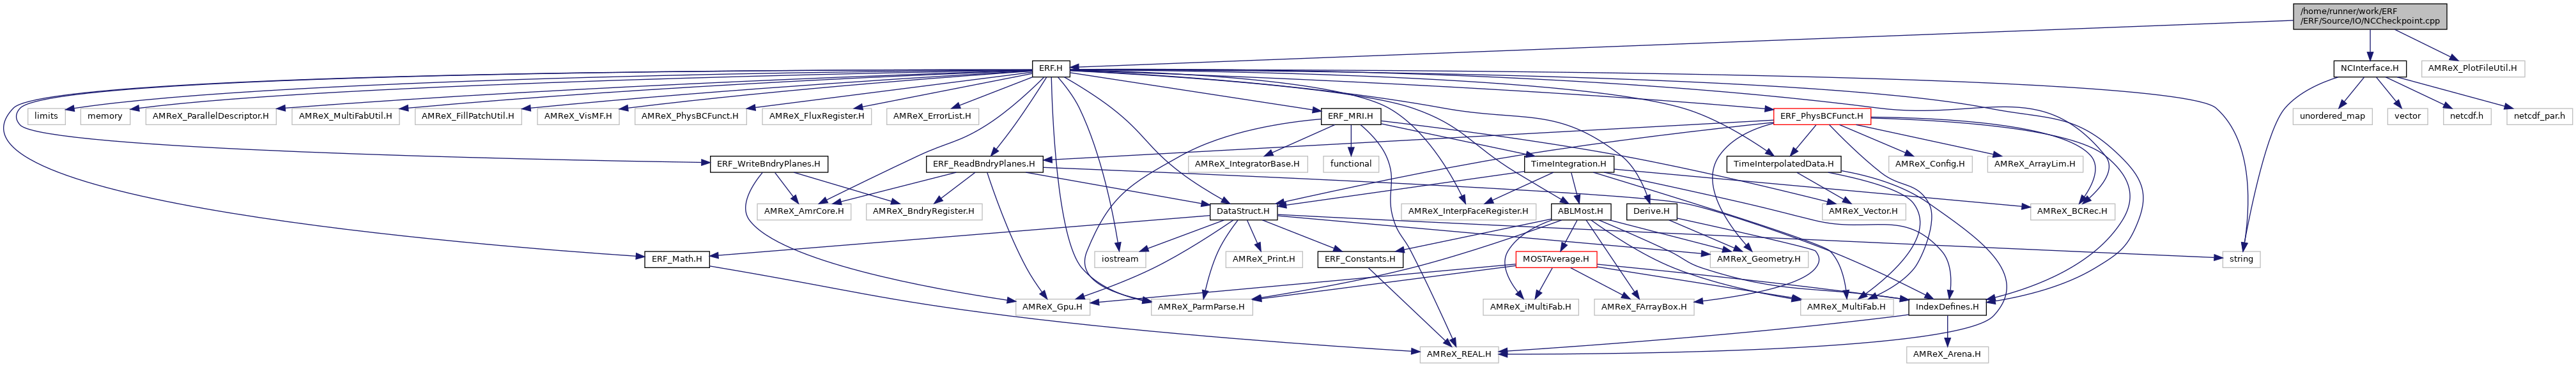 /home/runner/work/ERF
/ERF/Source/IO/NCCheckpoint.cpp
ERF.H
NCInterface.H
AMReX_PlotFileUtil.H
limits
memory
AMReX_ParallelDescriptor.H
AMReX_MultiFabUtil.H
AMReX_FillPatchUtil.H
AMReX_VisMF.H
AMReX_PhysBCFunct.H
AMReX_FluxRegister.H
AMReX_ErrorList.H
ERF_MRI.H
ERF_PhysBCFunct.H
unordered_map
vector
netcdf.h
netcdf_par.h
ERF_WriteBndryPlanes.H
ERF_ReadBndryPlanes.H
AMReX_IntegratorBase.H
functional
TimeIntegration.H
TimeInterpolatedData.H
AMReX_Config.H
AMReX_ArrayLim.H
AMReX_AmrCore.H
AMReX_BndryRegister.H
DataStruct.H
AMReX_InterpFaceRegister.H
ABLMost.H
Derive.H
AMReX_Vector.H
AMReX_BCRec.H
ERF_Math.H
iostream
AMReX_Print.H
ERF_Constants.H
MOSTAverage.H
AMReX_Geometry.H
string
AMReX_Gpu.H
AMReX_ParmParse.H
AMReX_iMultiFab.H
AMReX_FArrayBox.H
AMReX_MultiFab.H
IndexDefines.H
AMReX_REAL.H
AMReX_Arena.H